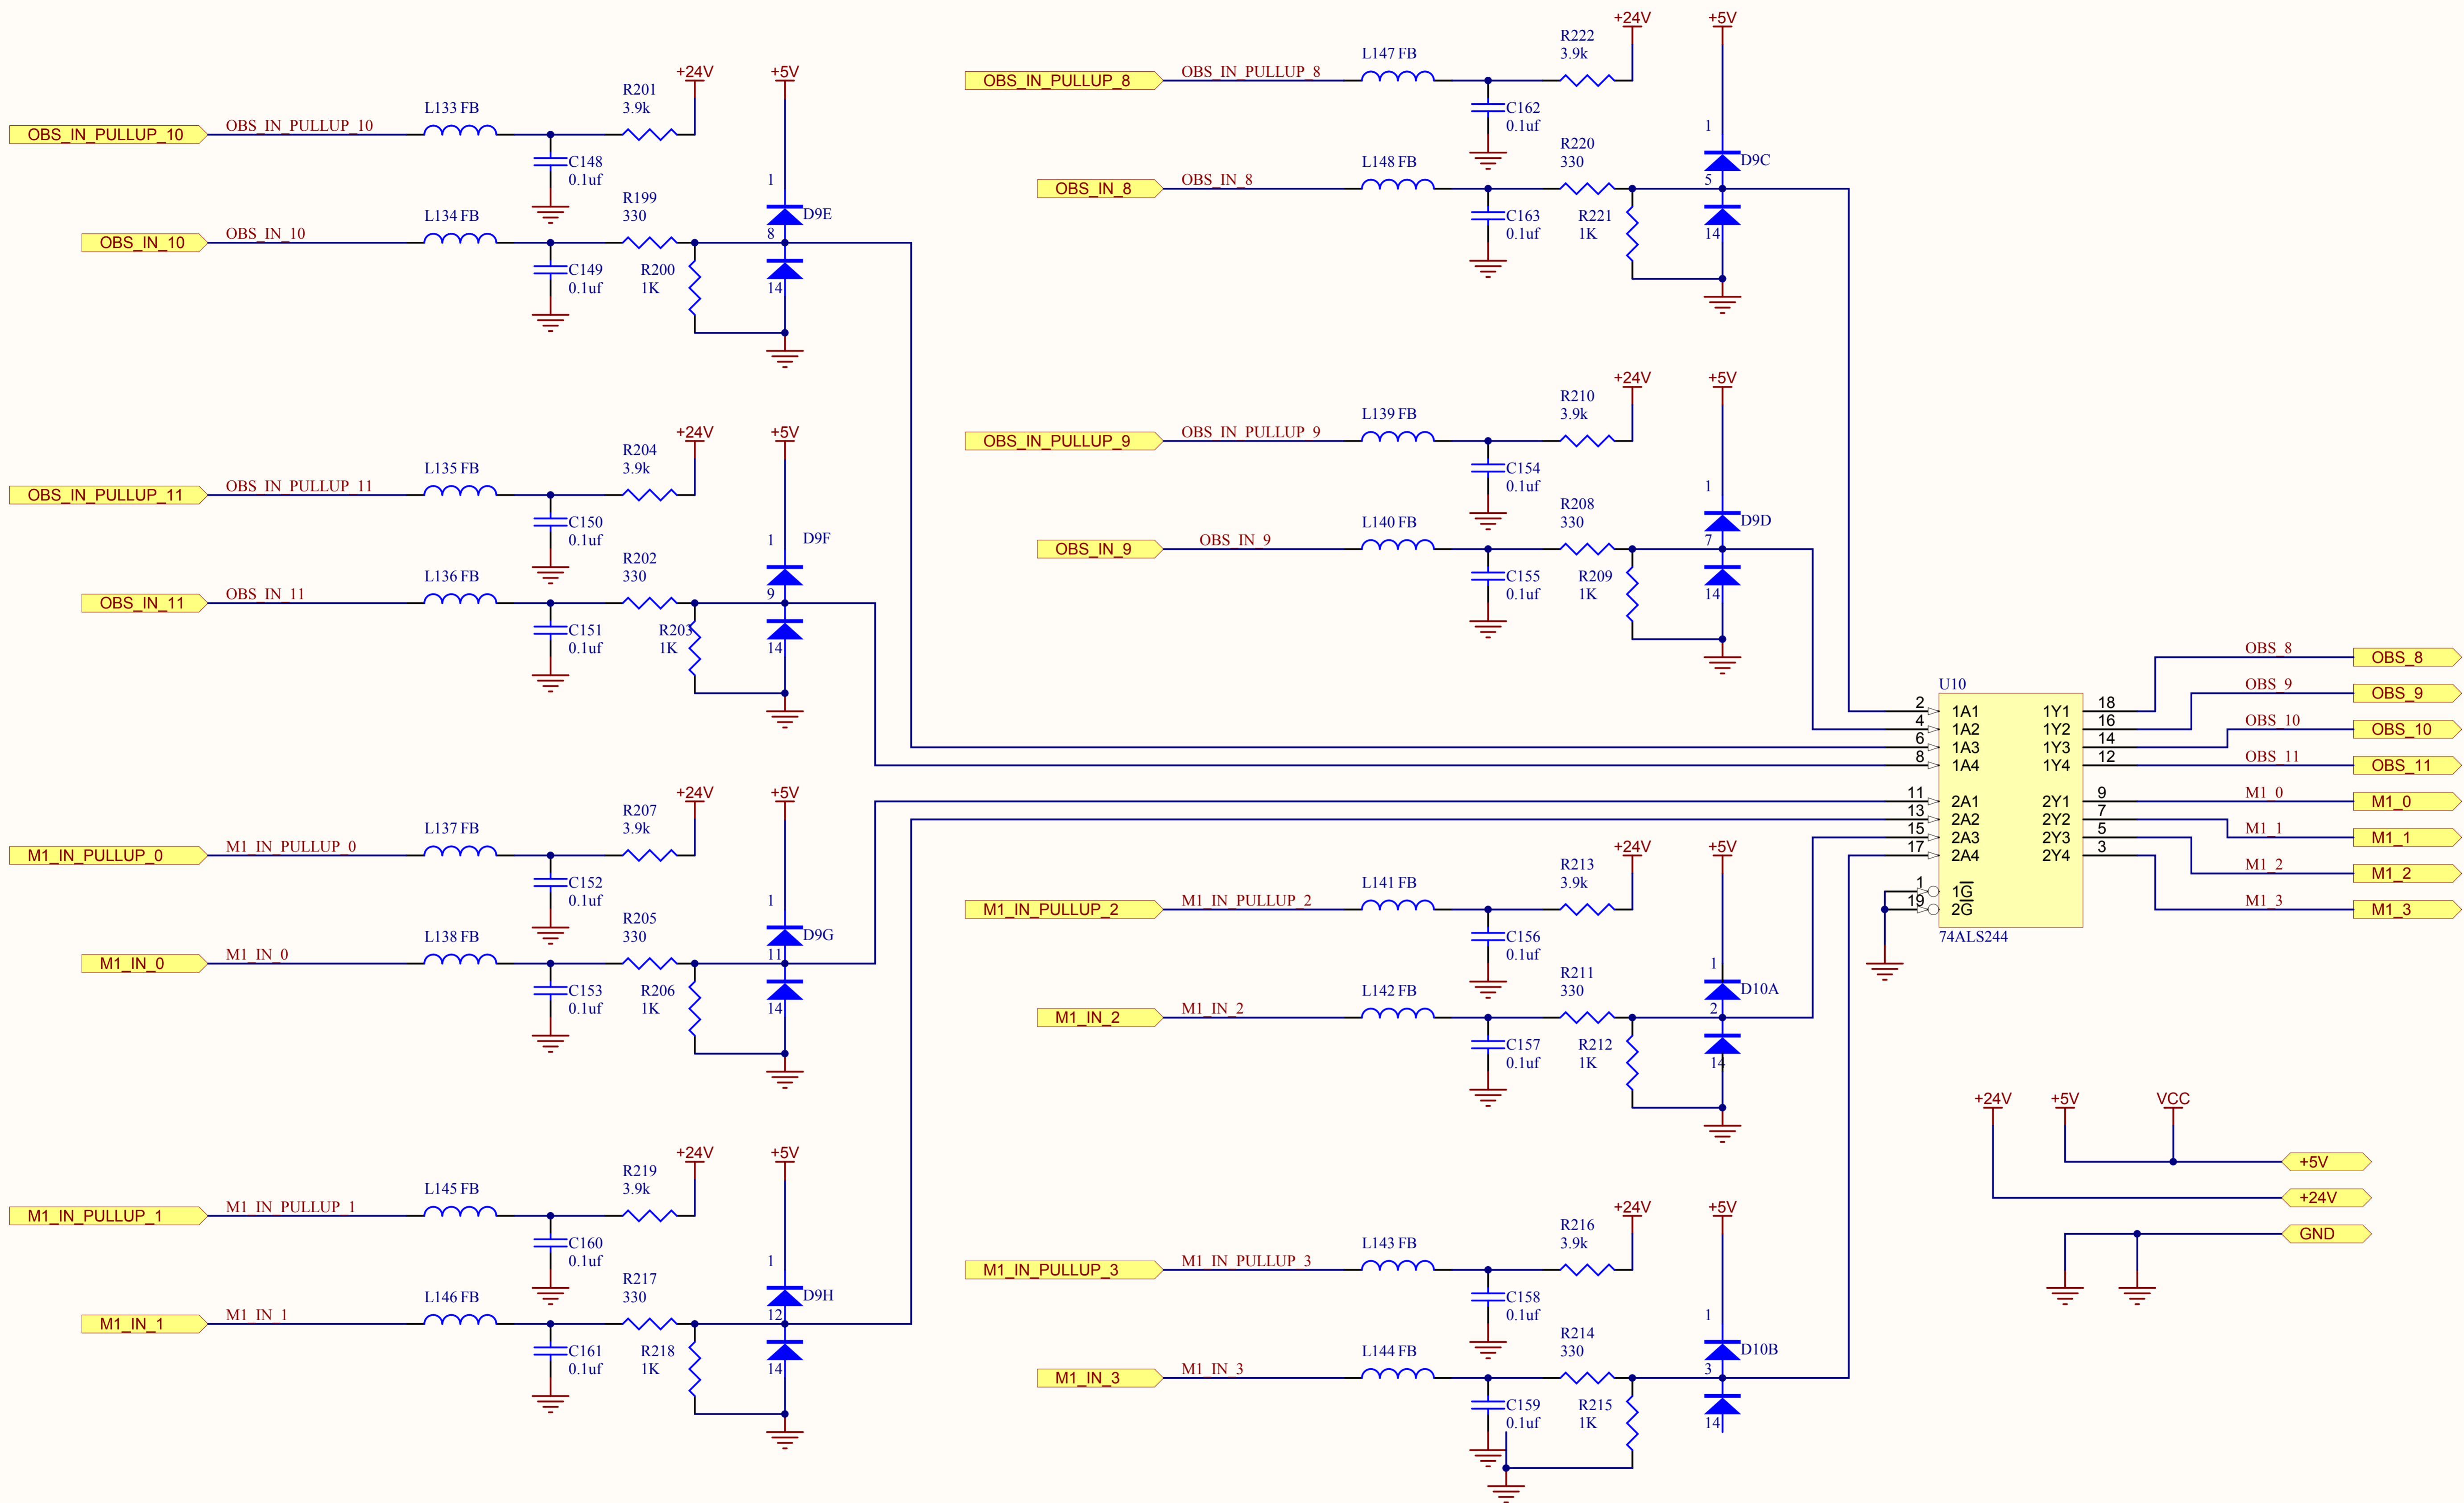 +24V
+5V
R201
3.9k
L133 FB
OBS_IN_PULLUP_10
OBS_IN_PULLUP_10
C148
0.1uf
1
R199
330
L134 FB
D9E
OBS_IN_10
OBS_IN_10
8
C149
0.1uf
R200
1K
14
+24V
+5V
R204
3.9k
L135 FB
OBS_IN_PULLUP_11
OBS_IN_PULLUP_11
C150
0.1uf
1
D9F
R202
330
L136 FB
OBS_IN_11
OBS_IN_11
9
C151
0.1uf
R203
1K
14
+24V
+5V
R207
3.9k
L137 FB
M1_IN_PULLUP_0
M1_IN_PULLUP_0
C152
0.1uf
1
R205
330
L138 FB
D9G
M1_IN_0
M1_IN_0
11
C153
0.1uf
R206
1K
14
+24V
+5V
R219
3.9k
L145 FB
M1_IN_PULLUP_1
M1_IN_PULLUP_1
C160
0.1uf
1
R217
330
L146 FB
D9H
M1_IN_1
M1_IN_1
12
C161
0.1uf
R218
1K
14
+24V
+5V
R222
3.9k
L147 FB
OBS_IN_PULLUP_8
OBS_IN_PULLUP_8
C162
0.1uf
1
R220
330
L148 FB
D9C
OBS_IN_8
OBS_IN_8
5
C163
0.1uf
R221
1K
14
+24V
+5V
R210
3.9k
L139 FB
OBS_IN_PULLUP_9
OBS_IN_PULLUP_9
C154
0.1uf
1
R208
330
L140 FB
D9D
OBS_IN_9
OBS_IN_9
7
C155
0.1uf
R209
1K
14
+24V
+5V
R213
3.9k
L141 FB
M1_IN_PULLUP_2
M1_IN_PULLUP_2
C156
0.1uf
1
R211
330
L142 FB
D10A
M1_IN_2
M1_IN_2
2
C157
0.1uf
R212
1K
14
+24V
+5V
R216
3.9k
L143 FB
M1_IN_PULLUP_3
M1_IN_PULLUP_3
C158
0.1uf
1
R214
330
L144 FB
D10B
M1_IN_3
M1_IN_3
3
C159
0.1uf
R215
1K
14
U10
2 1A1 1Y1 18
4 1A2 1Y2 16
6 1A3 1Y3 14
8 1A4 1Y4 12
11 2A1 2Y1 9
13 2A2 2Y2 7
15 2A3 2Y3 5
17 2A4 2Y4 3
1 1G
19 2G
74ALS244
OBS_8 OBS_8
OBS_9 OBS_9
OBS_10 OBS_10
OBS_11 OBS_11
M1_0 M1_0
M1_1 M1_1
M1_2 M1_2
M1_3 M1_3
+24V +5V VCC
+5V
+24V
GND